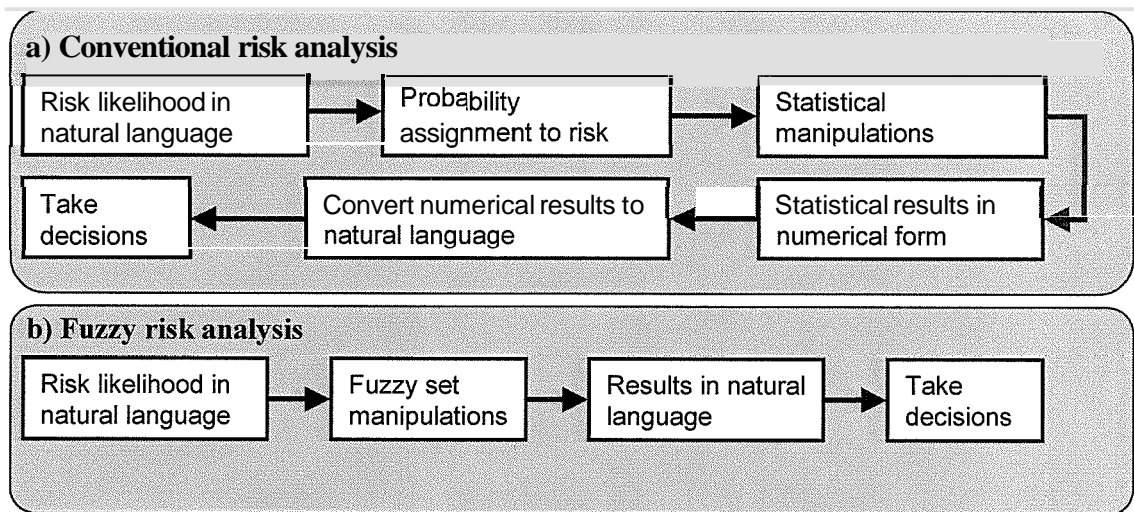 a) Conventional risk analysis
Risk likelihood in
natural language
Probability
assignment to risk
Statistical
manipulations
Take
decisions
Convert numerical results to
natural language
Statistical results in
numerical form
b) Fuzzy risk analysis
Risk likelihood in
natural language
Fuzzy set
manipulations
Results in natural
language
Take
decisions